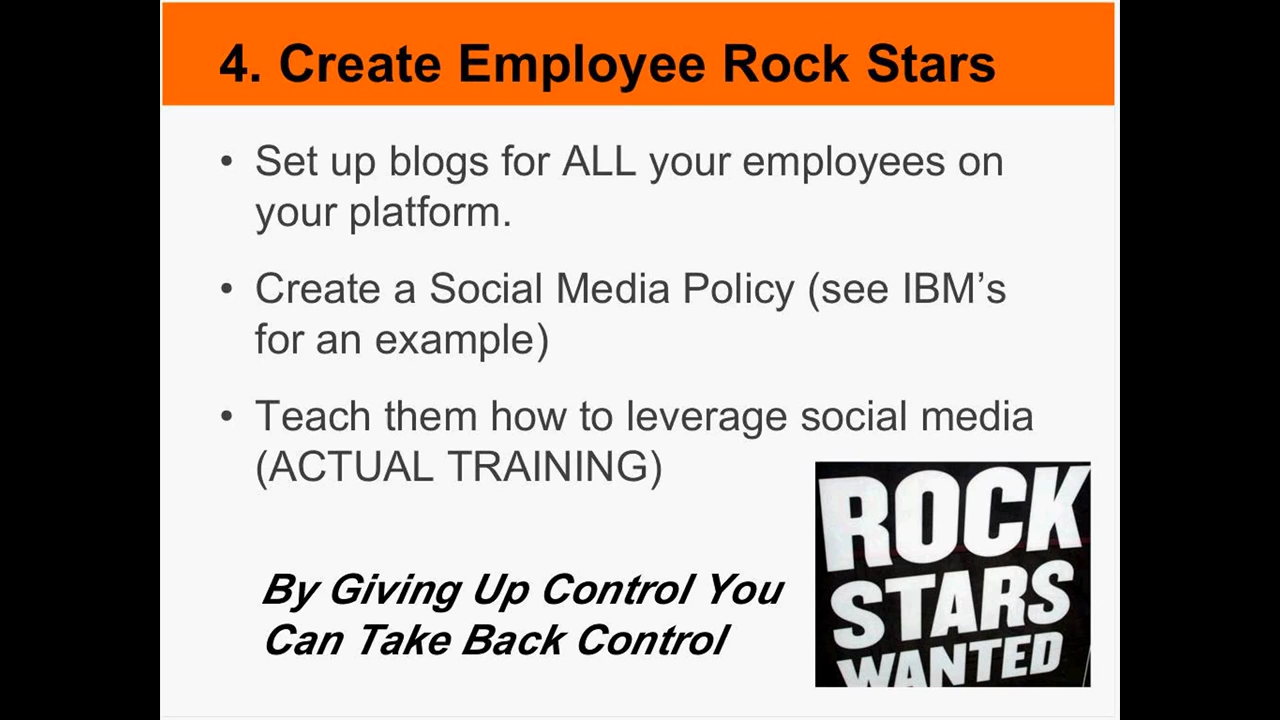 4. Create Employee Rock Stars
• Set up blogs for ALL your employees on
your platform.
• Create a Social Media Policy (see IBM’s
for an example)
• Teach them how to leverage social media
(ACTUAL TRAINING)
By Giving Up Control You
Can Take Back Control
ROCK
STARS
WANTED